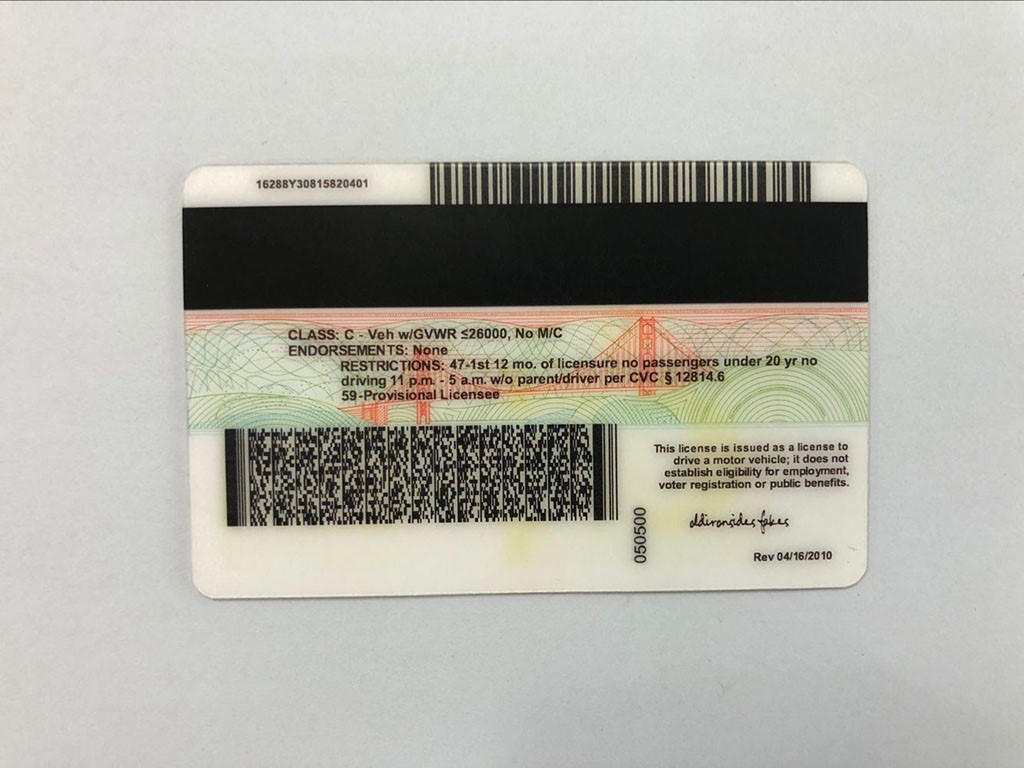 16288Y30815820401
CLASS: C - Veh w/GVWR ≤26000, No M/C
ENDORSEMENTS: None
RESTRICTIONS: 47-1st 12 mo. of licensure no passengers under 20 yr no
driving 11 p.m. - 5 a.m. w/o parent/driver per CVC § 12814.6
59-Provisional Licensee
This license is issued as a license to
drive a motor vehicle; it does not
establish eligibility for employment,
voter registration or public benefits.
oldironsides fakes
050500
Rev 04/16/2010